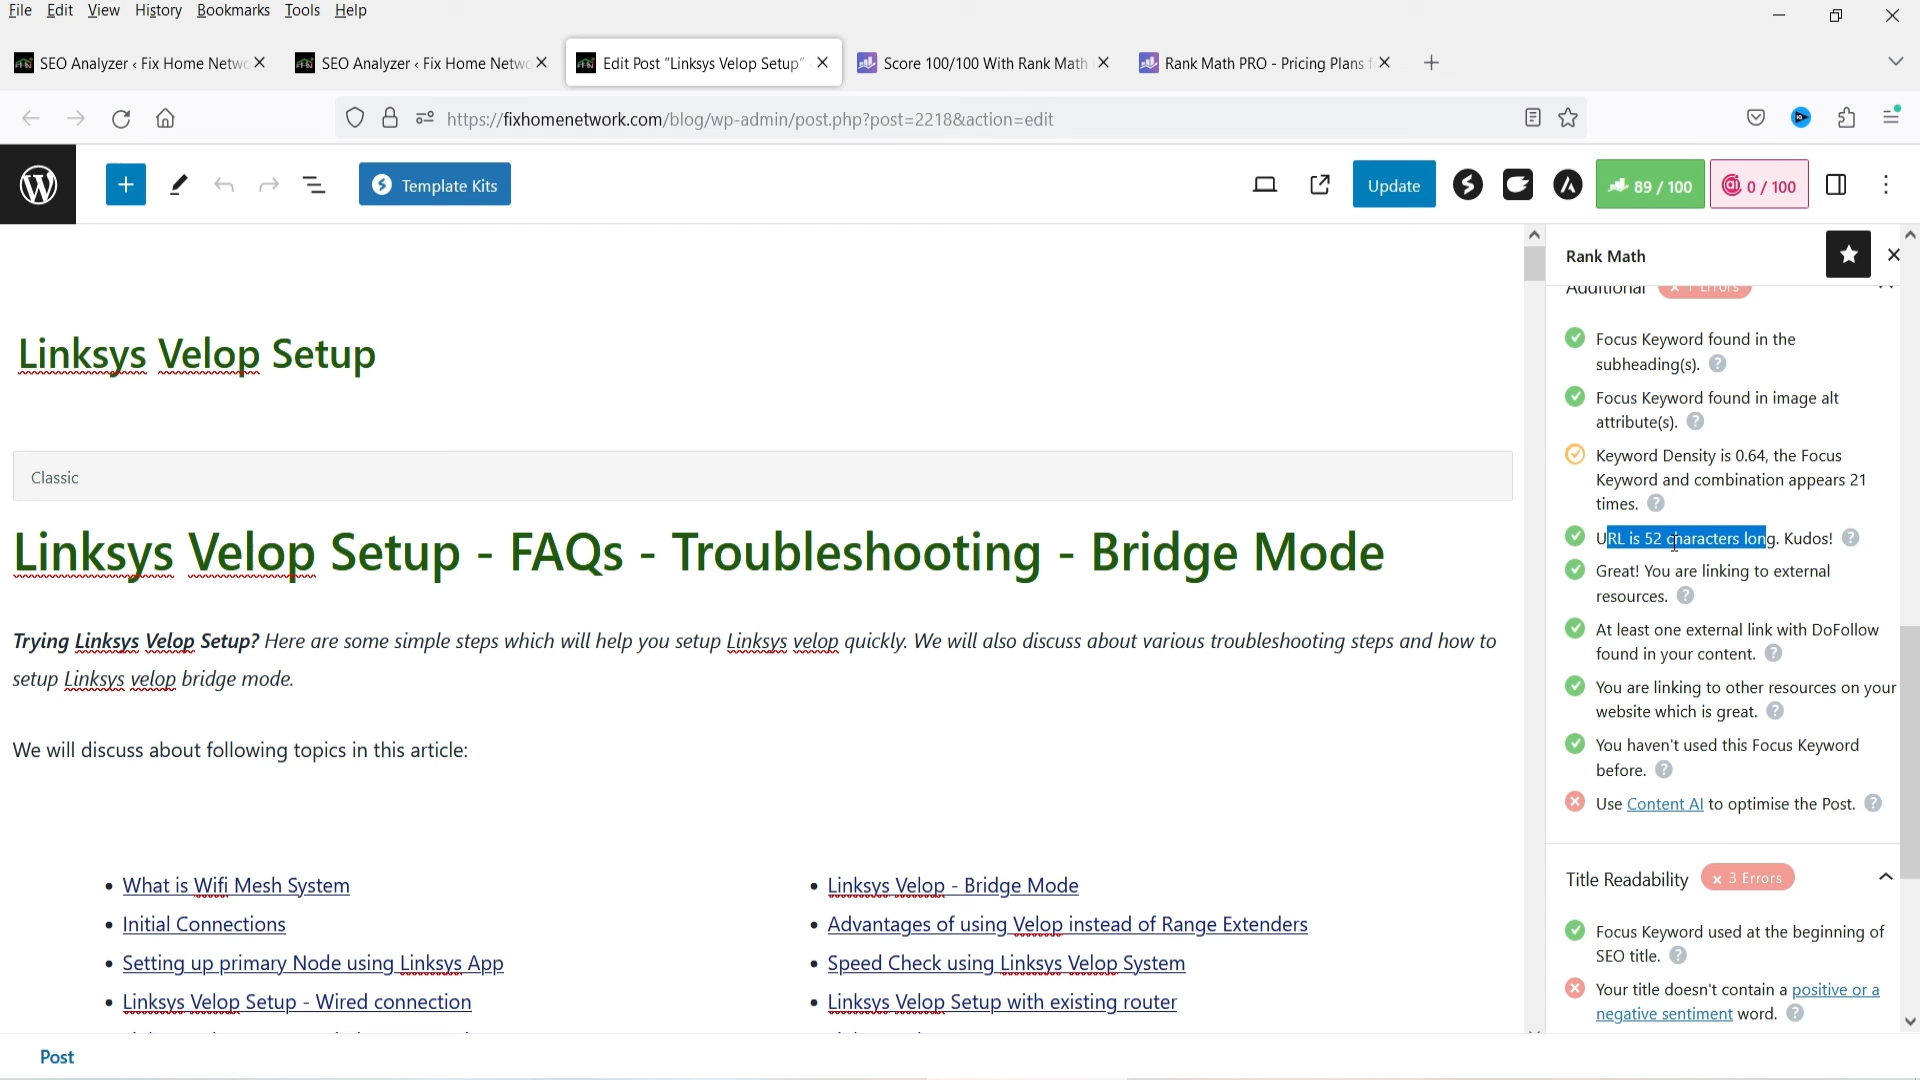 File Edit View History Bookmarks Tools Help
SEO Analyzer ‹ Fix Home Netwo
SEO Analyzer ‹ Fix Home Netwo
Edit Post "Linksys Velop Setup"
Score 100/100 With Rank Math
Rank Math PRO - Pricing Plans f
https://fixhomenetwork.com/blog/wp-admin/post.php?post=2218&action=edit
Template Kits
Update
89 / 100
0 / 100
Linksys Velop Setup
Classic
Linksys Velop Setup - FAQs - Troubleshooting - Bridge Mode
Trying Linksys Velop Setup? Here are some simple steps which will help you setup Linksys velop quickly. We will also discuss about various troubleshooting steps and how to
setup Linksys velop bridge mode.
We will discuss about following topics in this article:
• What is Wifi Mesh System
• Initial Connections
• Setting up primary Node using Linksys App
• Linksys Velop Setup - Wired connection
• Linksys Velop - Bridge Mode
• Advantages of using Velop instead of Range Extenders
• Speed Check using Linksys Velop System
• Linksys Velop Setup with existing router
Post
Rank Math
Additional × 1 Errors
Focus Keyword found in the
subheading(s).
Focus Keyword found in image alt
attribute(s).
Keyword Density is 0.64, the Focus
Keyword and combination appears 21
times.
URL is 52 characters long. Kudos!
Great! You are linking to external
resources.
At least one external link with DoFollow
found in your content.
You are linking to other resources on your
website which is great.
You haven't used this Focus Keyword
before.
Use Content AI to optimise the Post.
Title Readability × 3 Errors
Focus Keyword used at the beginning of
SEO title.
Your title doesn't contain a positive or a
negative sentiment word.